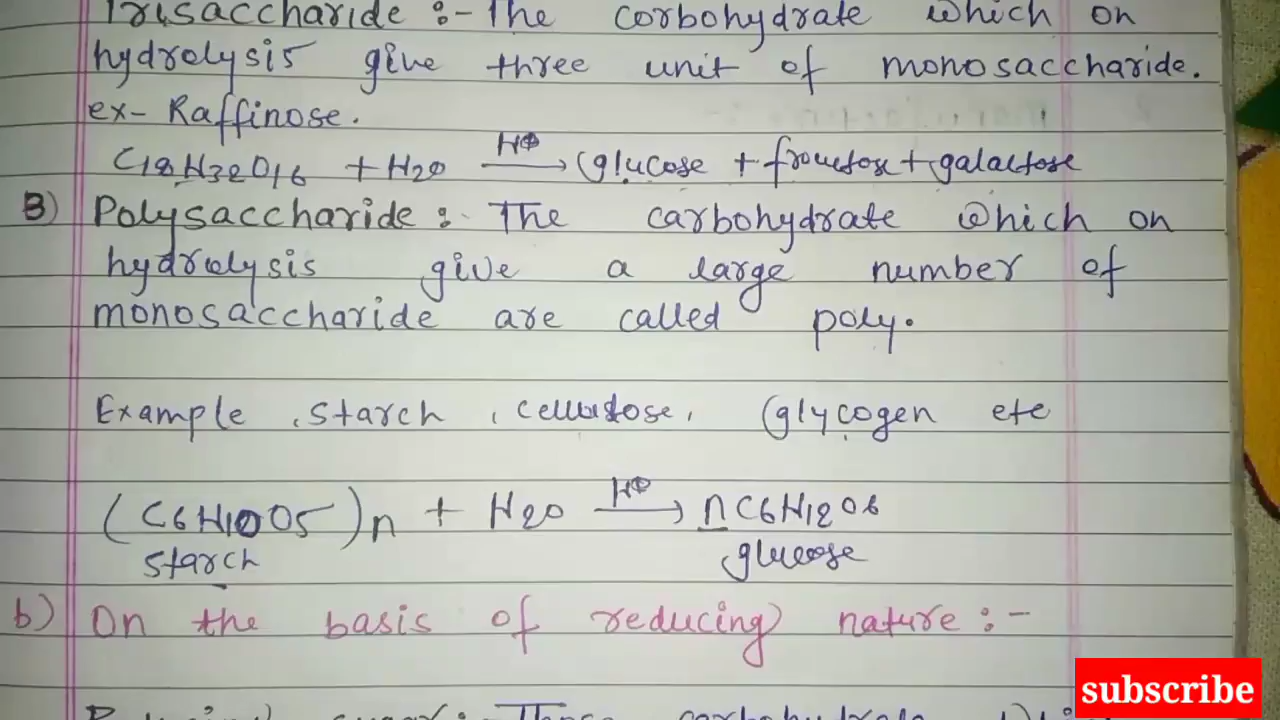 Trisaccharide :- The corbohydrate which on
hydrolysis give three unit of monosaccharide.
ex- Raffinose.
C18H32O16 + H2O H⊕ → Glucose + fructose + galactose
B) Polysaccharide :- The carbohydrate which on
hydrolysis give a large number of
monosaccharide are called poly.
Example , starch , cellulose, Glycogen etc
(C6H10O5)n + H2O H⊕ → nC6H12O6
starch glucose
b) On the basis of reducing nature :-
carbohydrate
subscribe